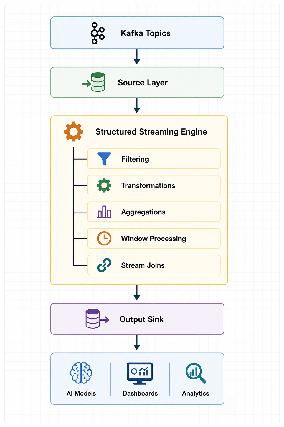 Kafka Topics
Source Layer
Structured Streaming Engine
Filtering
Transformations
Aggregations
Window Processing
Stream Joins
Output Sink
AI Models
Dashboards
Analytics